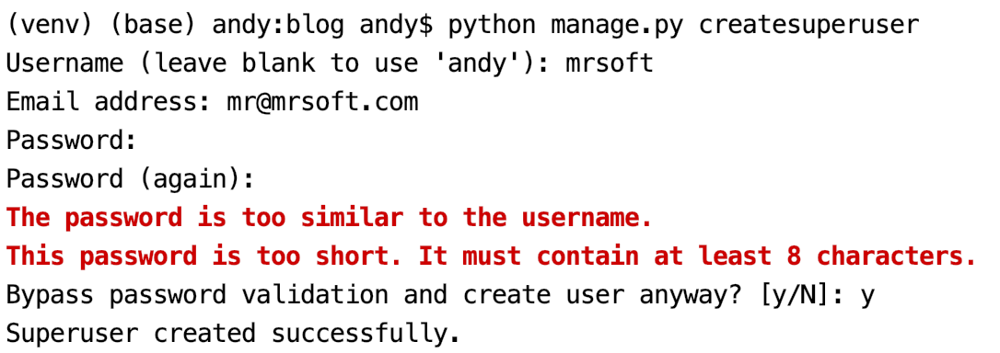 (venv) (base) andy:blog andy$ python manage.py createsuperuser
Username (leave blank to use 'andy'): mrsoft
Email address: mr@mrsoft.com
Password:
Password (again):
The password is too similar to the username.
This password is too short. It must contain at least 8 characters.
Bypass password validation and create user anyway? [y/N]: y
Superuser created successfully.